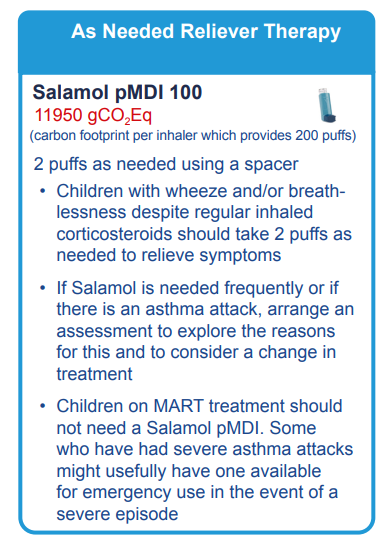 As Needed Reliever Therapy
Salamol pMDI 100
11950 gCO₂Eq
(carbon footprint per inhaler which provides 200 puffs)
2 puffs as needed using a spacer
• Children with wheeze and/or breath-
lessness despite regular inhaled
corticosteroids should take 2 puffs as
needed to relieve symptoms
• If Salamol is needed frequently or if
there is an asthma attack, arrange an
assessment to explore the reasons
for this and to consider a change in
treatment
• Children on MART treatment should
not need a Salamol pMDI. Some
who have had severe asthma attacks
might usefully have one available
for emergency use in the event of a
severe episode